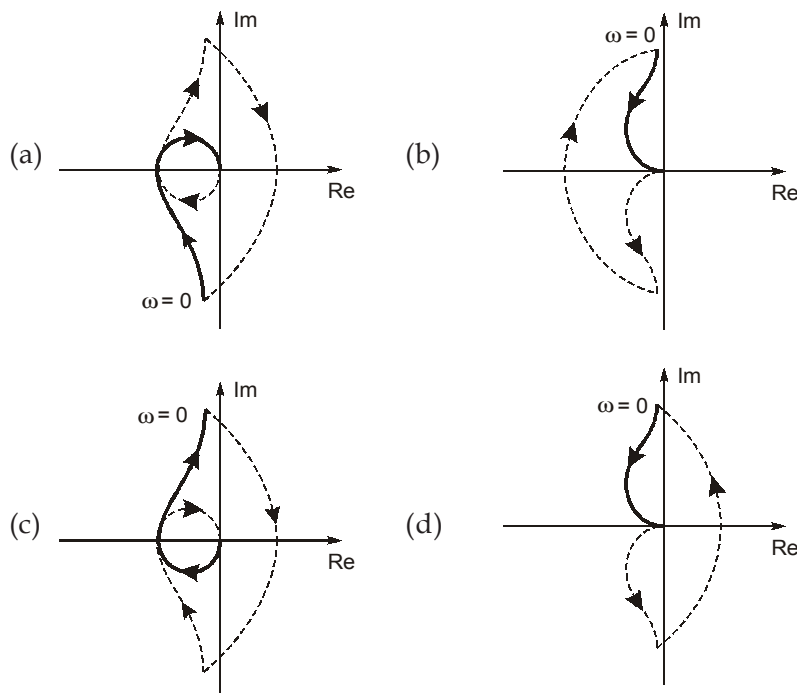 (a)
Im
Re
ω = 0
(b)
Im
ω = 0
Re
(c)
Im
ω = 0
Re
(d)
Im
ω = 0
Re